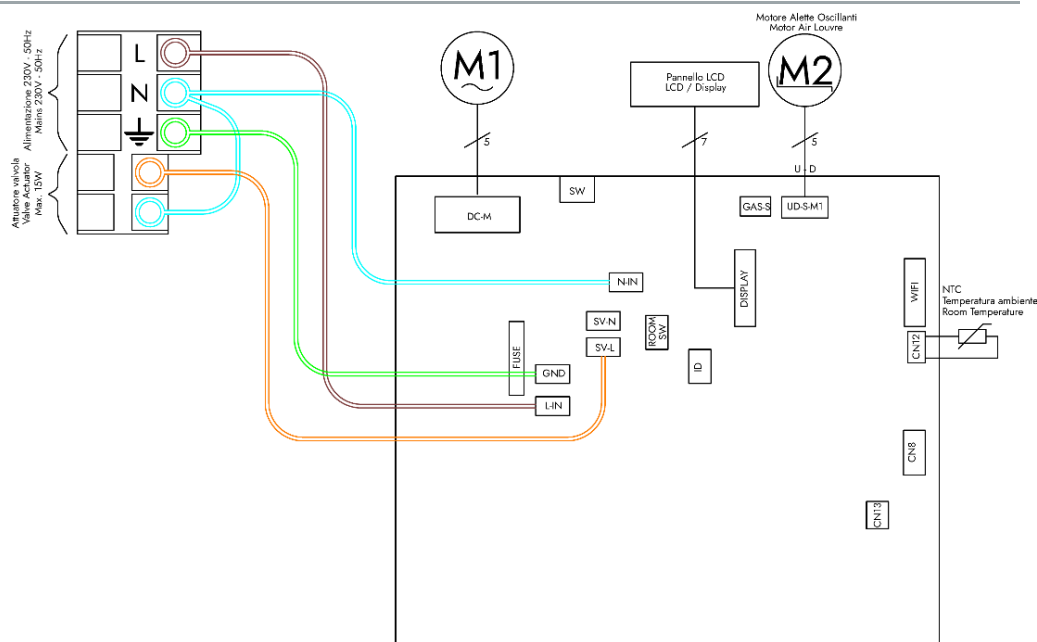 Alimentazione 230V - 50Hz
Mains 230V - 50Hz
L
N
Attuatore valvola
Valve Actuator
Max. 15W
M1
5
Pannello LCD
LCD / Display
7
Motore Alette Oscillanti
Motor Air Louvre
M2
5
U - D
DC-M
SW
GAS-S
UD-S-M1
N-IN
SV-N
SV-L
ROOM
SW
DISPLAY
ID
FUSE
GND
L-IN
WIFI
NTC
Temperatura ambiente
Room Temperature
CN12
CN8
CN13